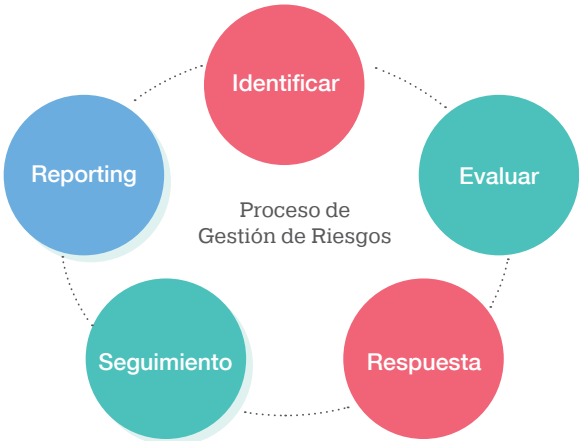 Identificar
Evaluar
Respuesta
Seguimiento
Reporting
Proceso de
Gestión de Riesgos